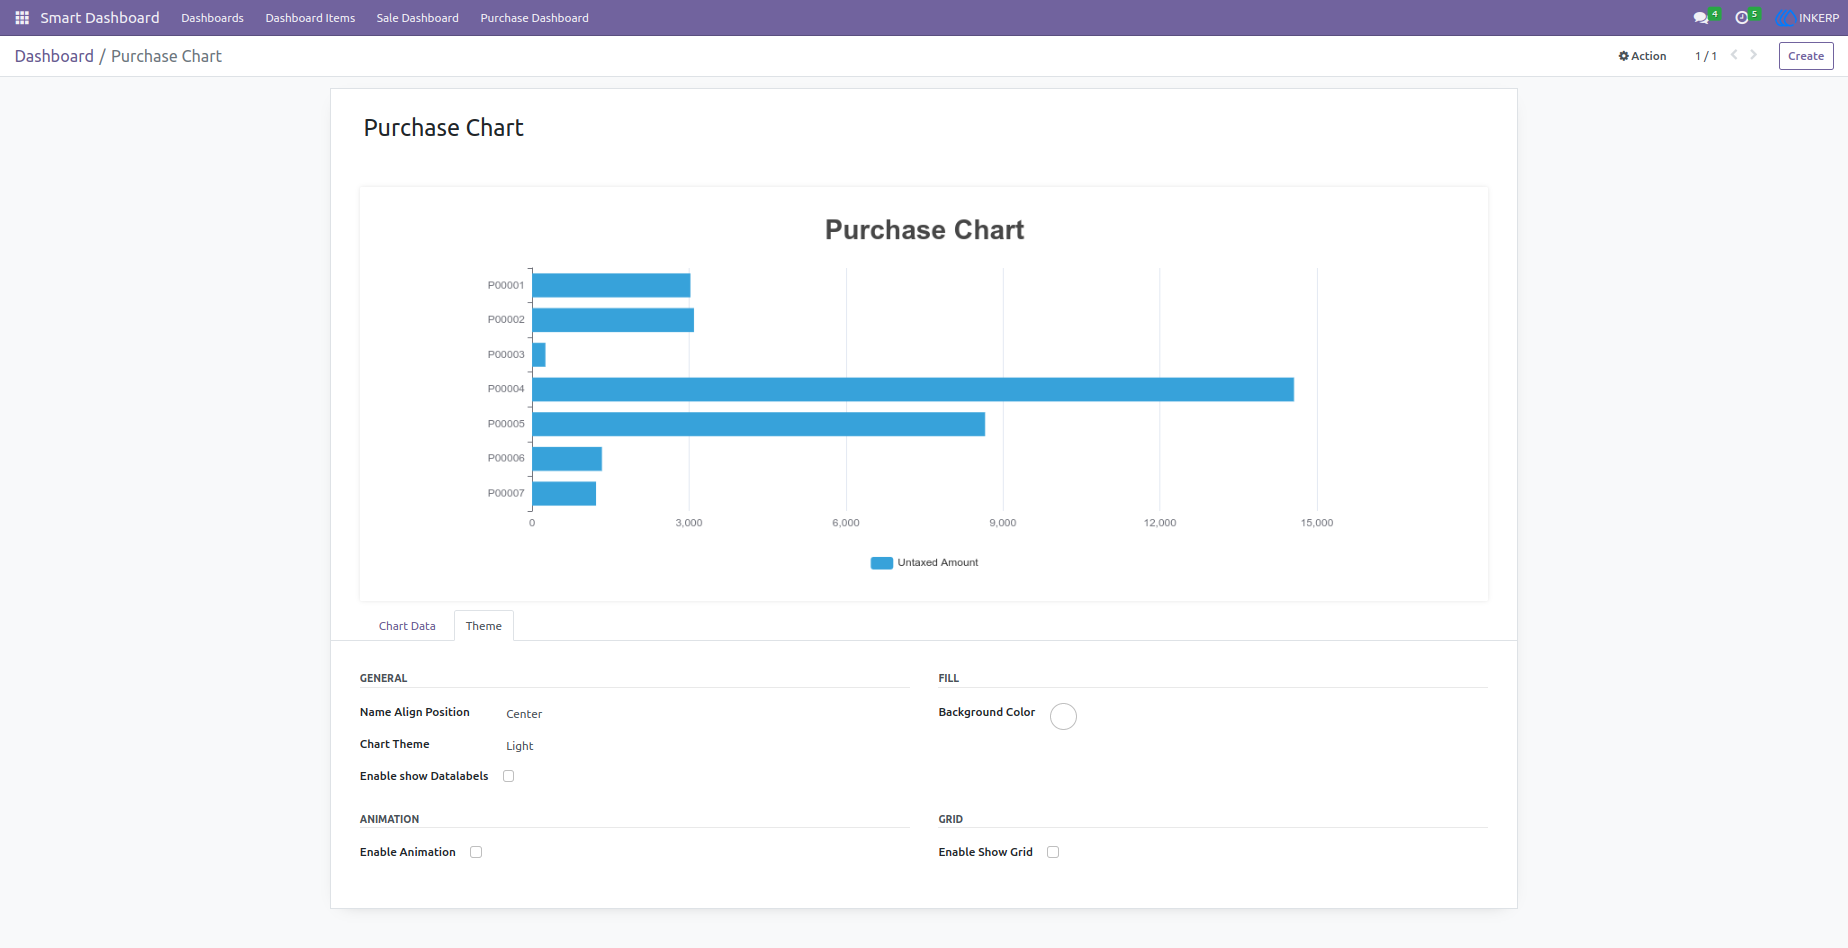 Smart Dashboard Dashboards Dashboard Items Sale Dashboard Purchase Dashboard 4 5 INKERP
Dashboard / Purchase Chart Action 1 / 1 Create
Purchase Chart
Purchase Chart
P00001
P00002
P00003
P00004
P00005
P00006
P00007
0 3,000 6,000 9,000 12,000 15,000
Untaxed Amount
Chart Data Theme
GENERAL FILL
Name Align Position Center Background Color
Chart Theme Light
Enable show Datalabels
ANIMATION GRID
Enable Animation Enable Show Grid